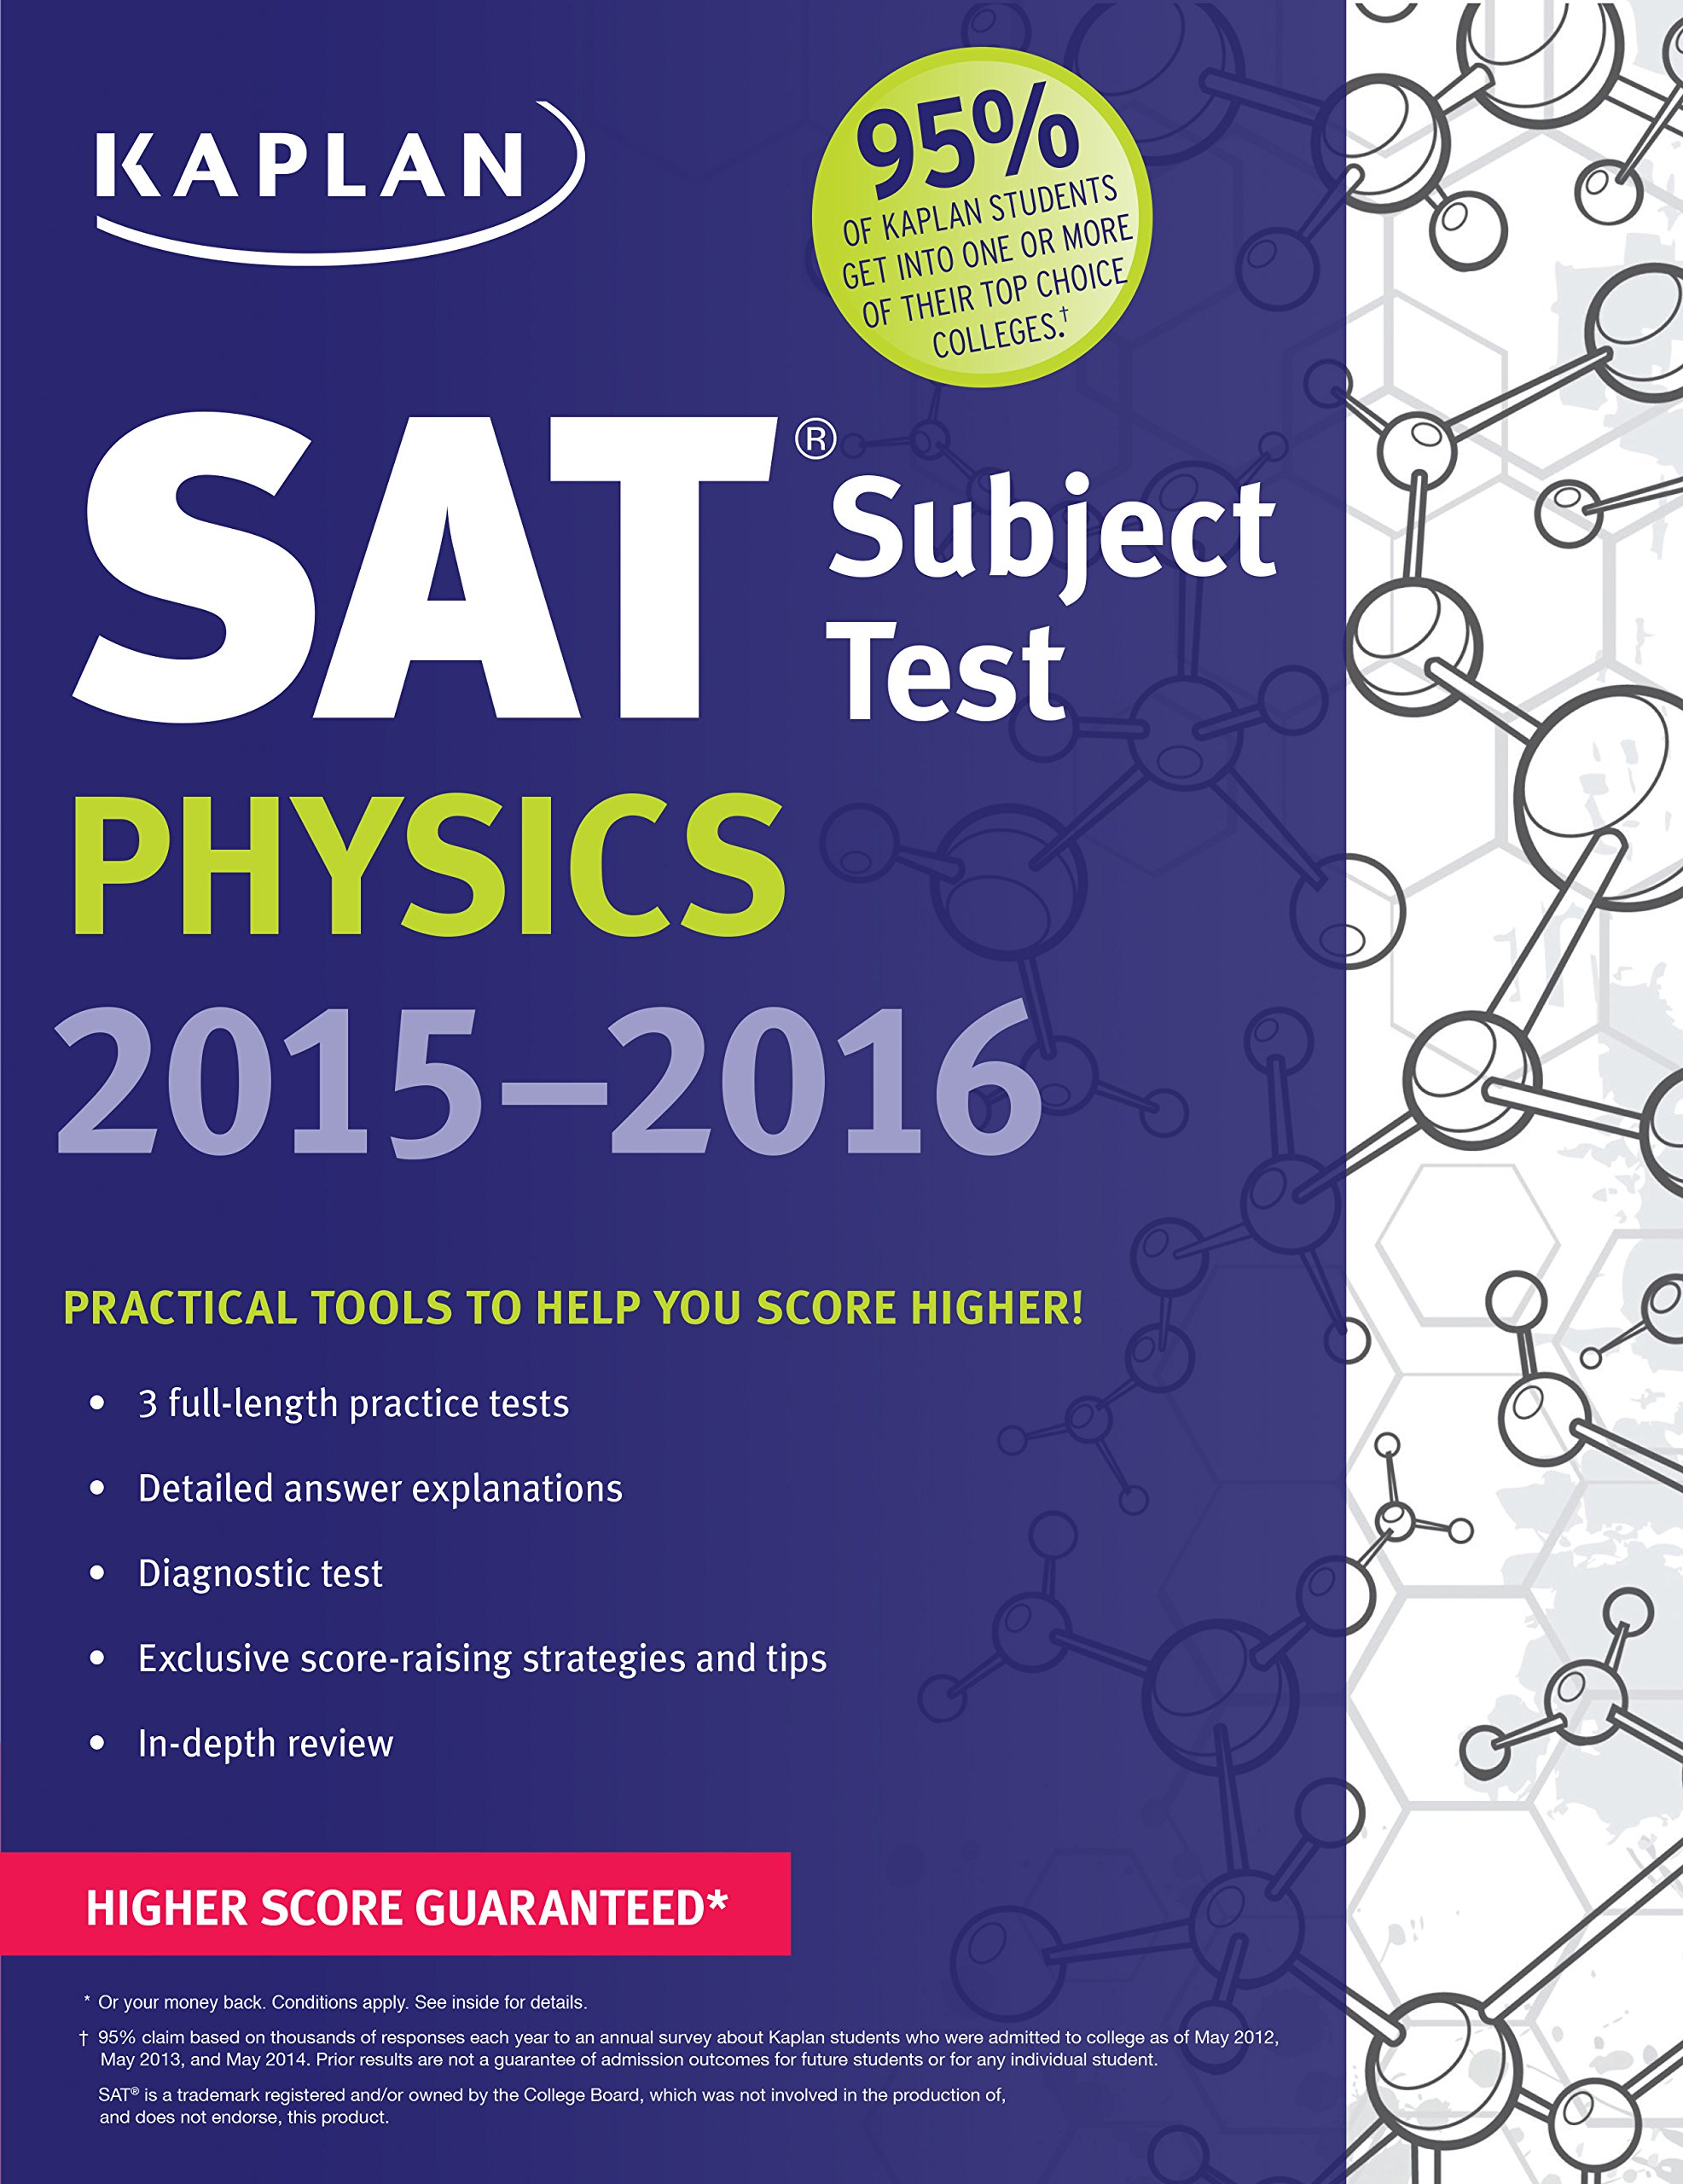 KAPLAN
95%
OF KAPLAN STUDENTS
GET INTO ONE OR MORE
OF THEIR TOP CHOICE
COLLEGES.†
SAT® Subject
Test
PHYSICS
2015–2016
PRACTICAL TOOLS TO HELP YOU SCORE HIGHER!
• 3 full-length practice tests
• Detailed answer explanations
• Diagnostic test
• Exclusive score-raising strategies and tips
• In-depth review
HIGHER SCORE GUARANTEED*
* Or your money back. Conditions apply. See inside for details.
† 95% claim based on thousands of responses each year to an annual survey about Kaplan students who were admitted to college as of May 2012,
May 2013, and May 2014. Prior results are not a guarantee of admission outcomes for future students or for any individual student.
SAT® is a trademark registered and/or owned by the College Board, which was not involved in the production of,
and does not endorse, this product.